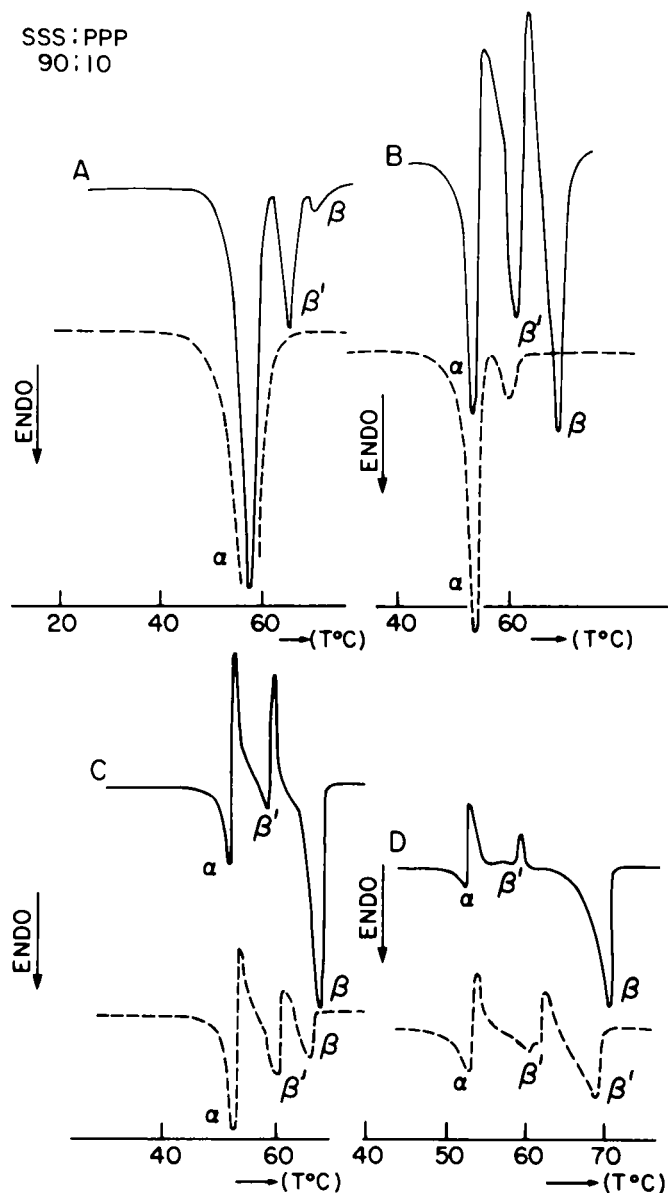 SSS:PPP
90:10
A
B
β
β'
β'
β
α
α
α
ENDO
ENDO
20 40 60
→(T°C)
40 60
→(T°C)
C
D
α
β'
β
α
β'
β
α
β'
β
α
β'
β'
ENDO
ENDO
40 60
→(T°C)
40 50 60 70
→(T°C)